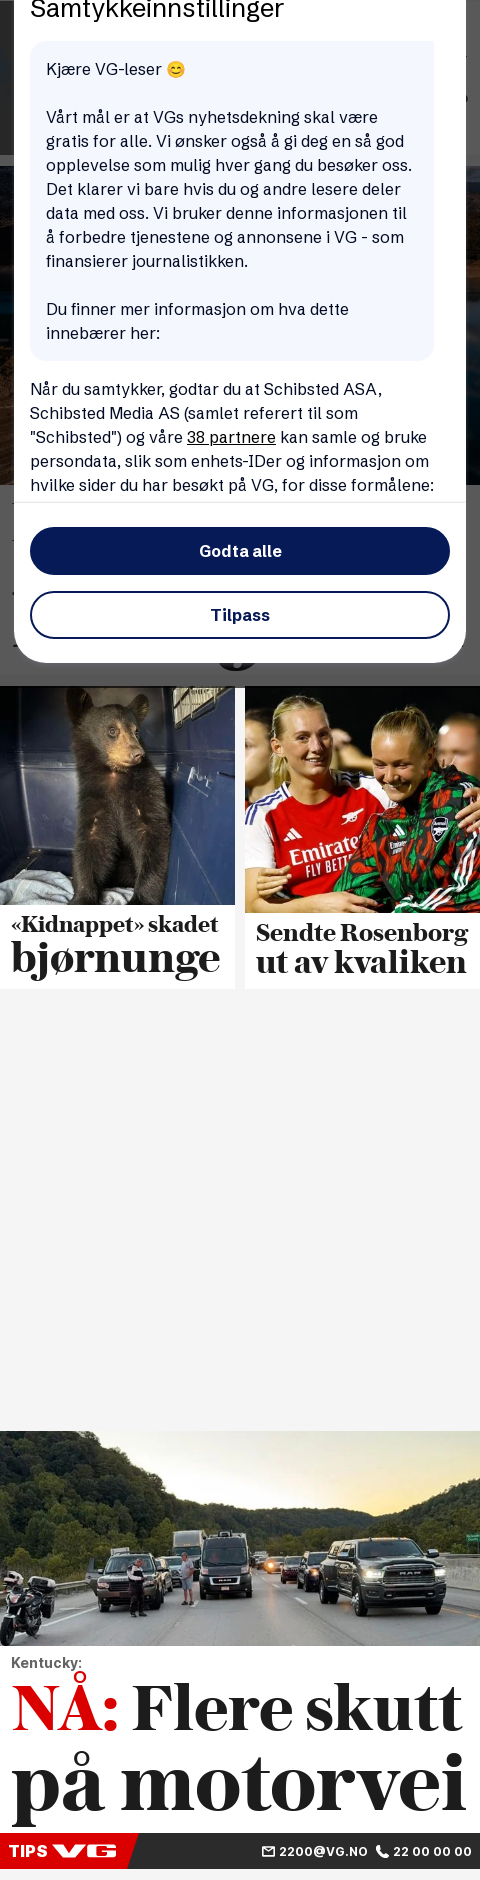 Samtykkeinnstillinger
Kjære VG-leser 😊
Vårt mål er at VGs nyhetsdekning skal være
gratis for alle. Vi ønsker også å gi deg en så god
opplevelse som mulig hver gang du besøker oss.
Det klarer vi bare hvis du og andre lesere deler
data med oss. Vi bruker denne informasjonen til
å forbedre tjenestene og annonsene i VG - som
finansierer journalistikken.
Du finner mer informasjon om hva dette
innebærer her:
Når du samtykker, godtar du at Schibsted ASA,
Schibsted Media AS (samlet referert til som
"Schibsted") og våre 38 partnere kan samle og bruke
persondata, slik som enhets-IDer og informasjon om
hvilke sider du har besøkt på VG, for disse formålene:
Godta alle
Tilpass
Emirates
FLY BETTER
Arsenal
«Kidnappet» skadet
bjørnunge
Sendte Rosenborg
ut av kvaliken
RAM
Kentucky:
NÅ: Flere skutt
på motorvei
TIPS VG
2200@VG.NO 22 00 00 00